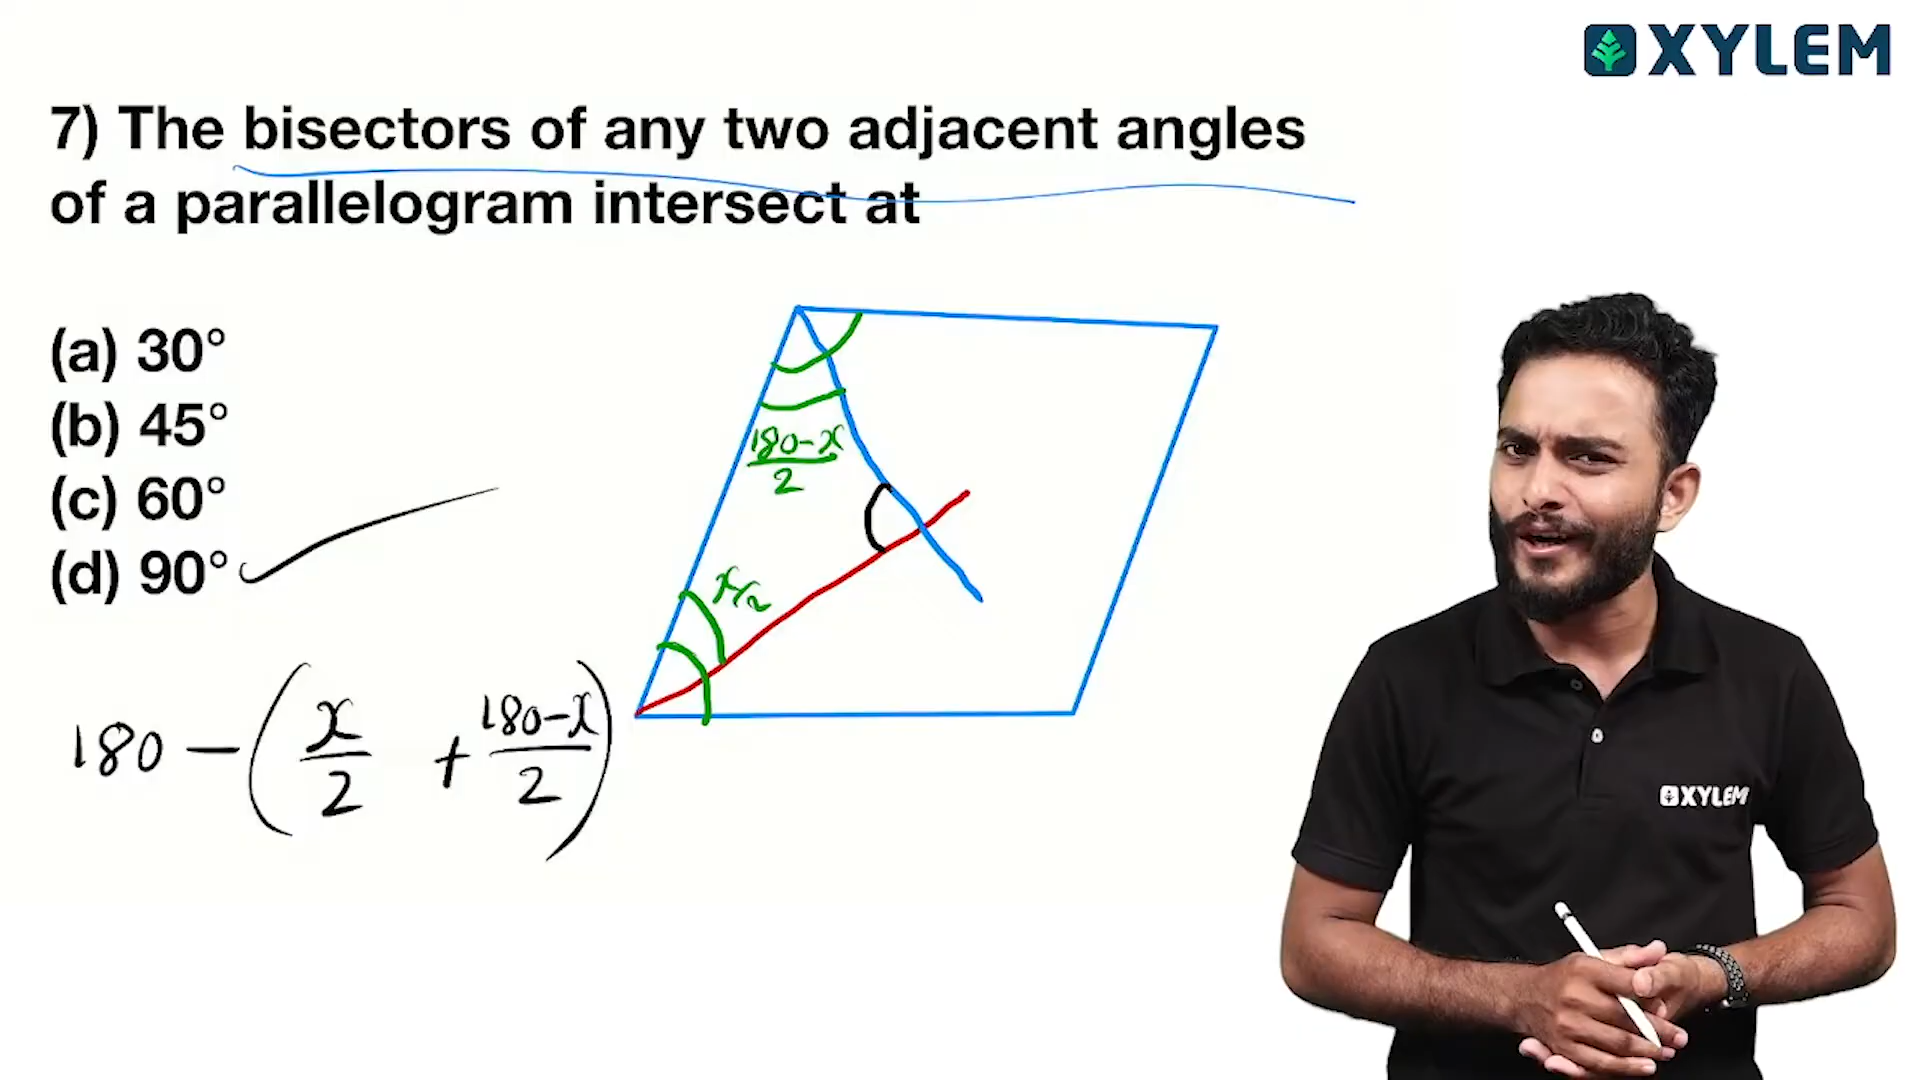 XYLEM
7) The bisectors of any two adjacent angles
of a parallelogram intersect at
(a) 30°
(b) 45°
(c) 60°
(d) 90°
180-x
2
x/2
180 - ( x/2 + 180-x/2 )
XYLEM